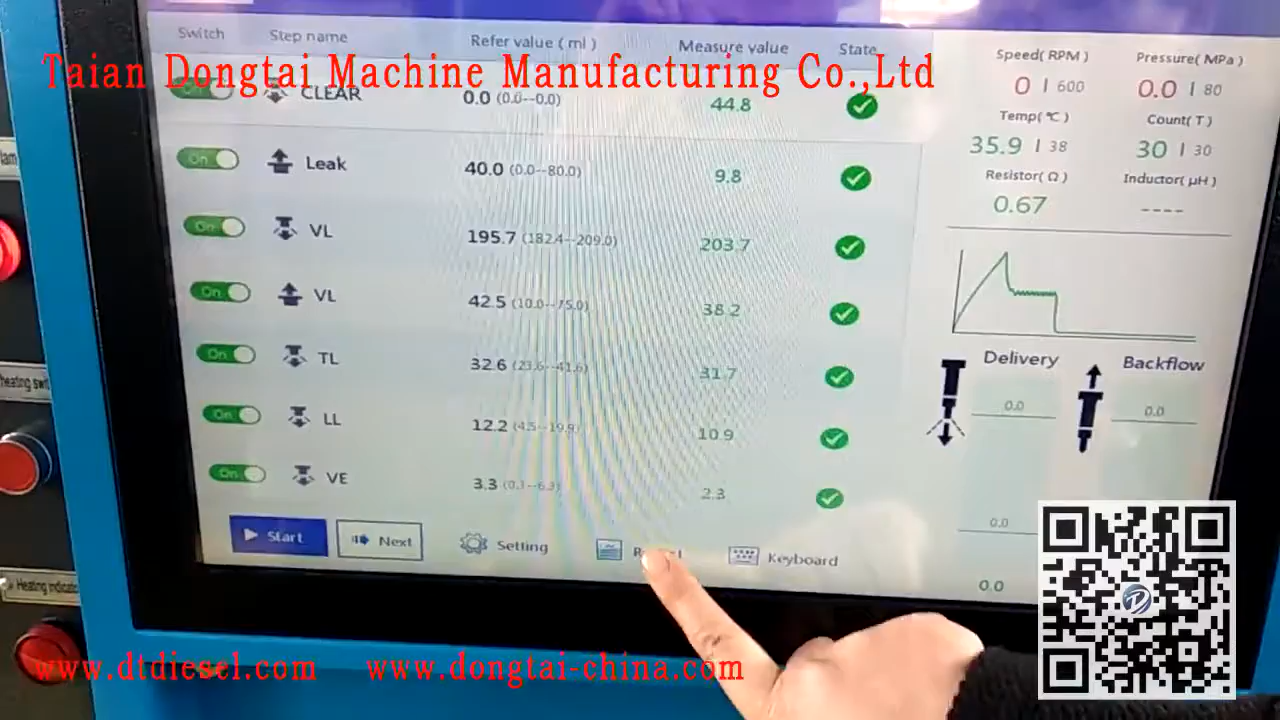 Switch Step name Refer value ( ml ) Measure value State
Taian Dongtai Machine Manufacturing Co.,Ltd
CLEAR 0.0 (0.0--0.0) 44.8
On Leak 40.0 (0.0--80.0) 9.8
On VL 195.7 (182.4--209.0) 203.7
On VL 42.5 (10.0--75.0) 38.2
On TL 32.6 (23.6--41.6) 31.7
On LL 12.2 (4.5--19.9) 10.9
On VE 3.3 (0.3--6.3) 2.3
Start Next Setting Keyboard
Speed( RPM ) Pressure( MPa )
0 / 600 0.0 / 80
Temp( ℃ ) Count( T )
35.9 / 38 30 / 30
Resistor( Ω ) Inductor( μH )
0.67 ----
Delivery Backflow
0.0 0.0
0.0
0.0
Heating indicator
www.dtdiesel.com www.dongtai-china.com